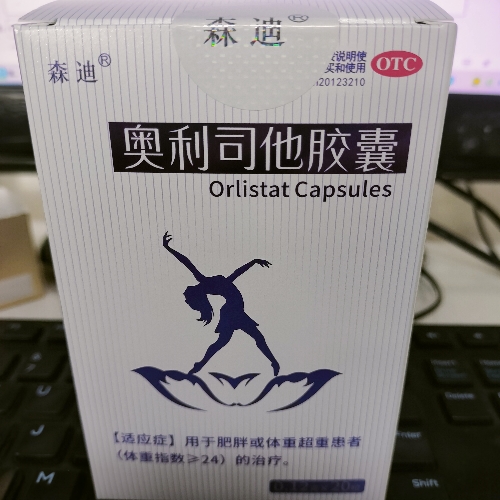 森迪®
森迪®
说明使
买和使用
20123210
OTC
奥利司他胶囊
Orlistat Capsules
【适应症】用于肥胖或体重超重患者
（体重指数≥24）的治疗。
Shift